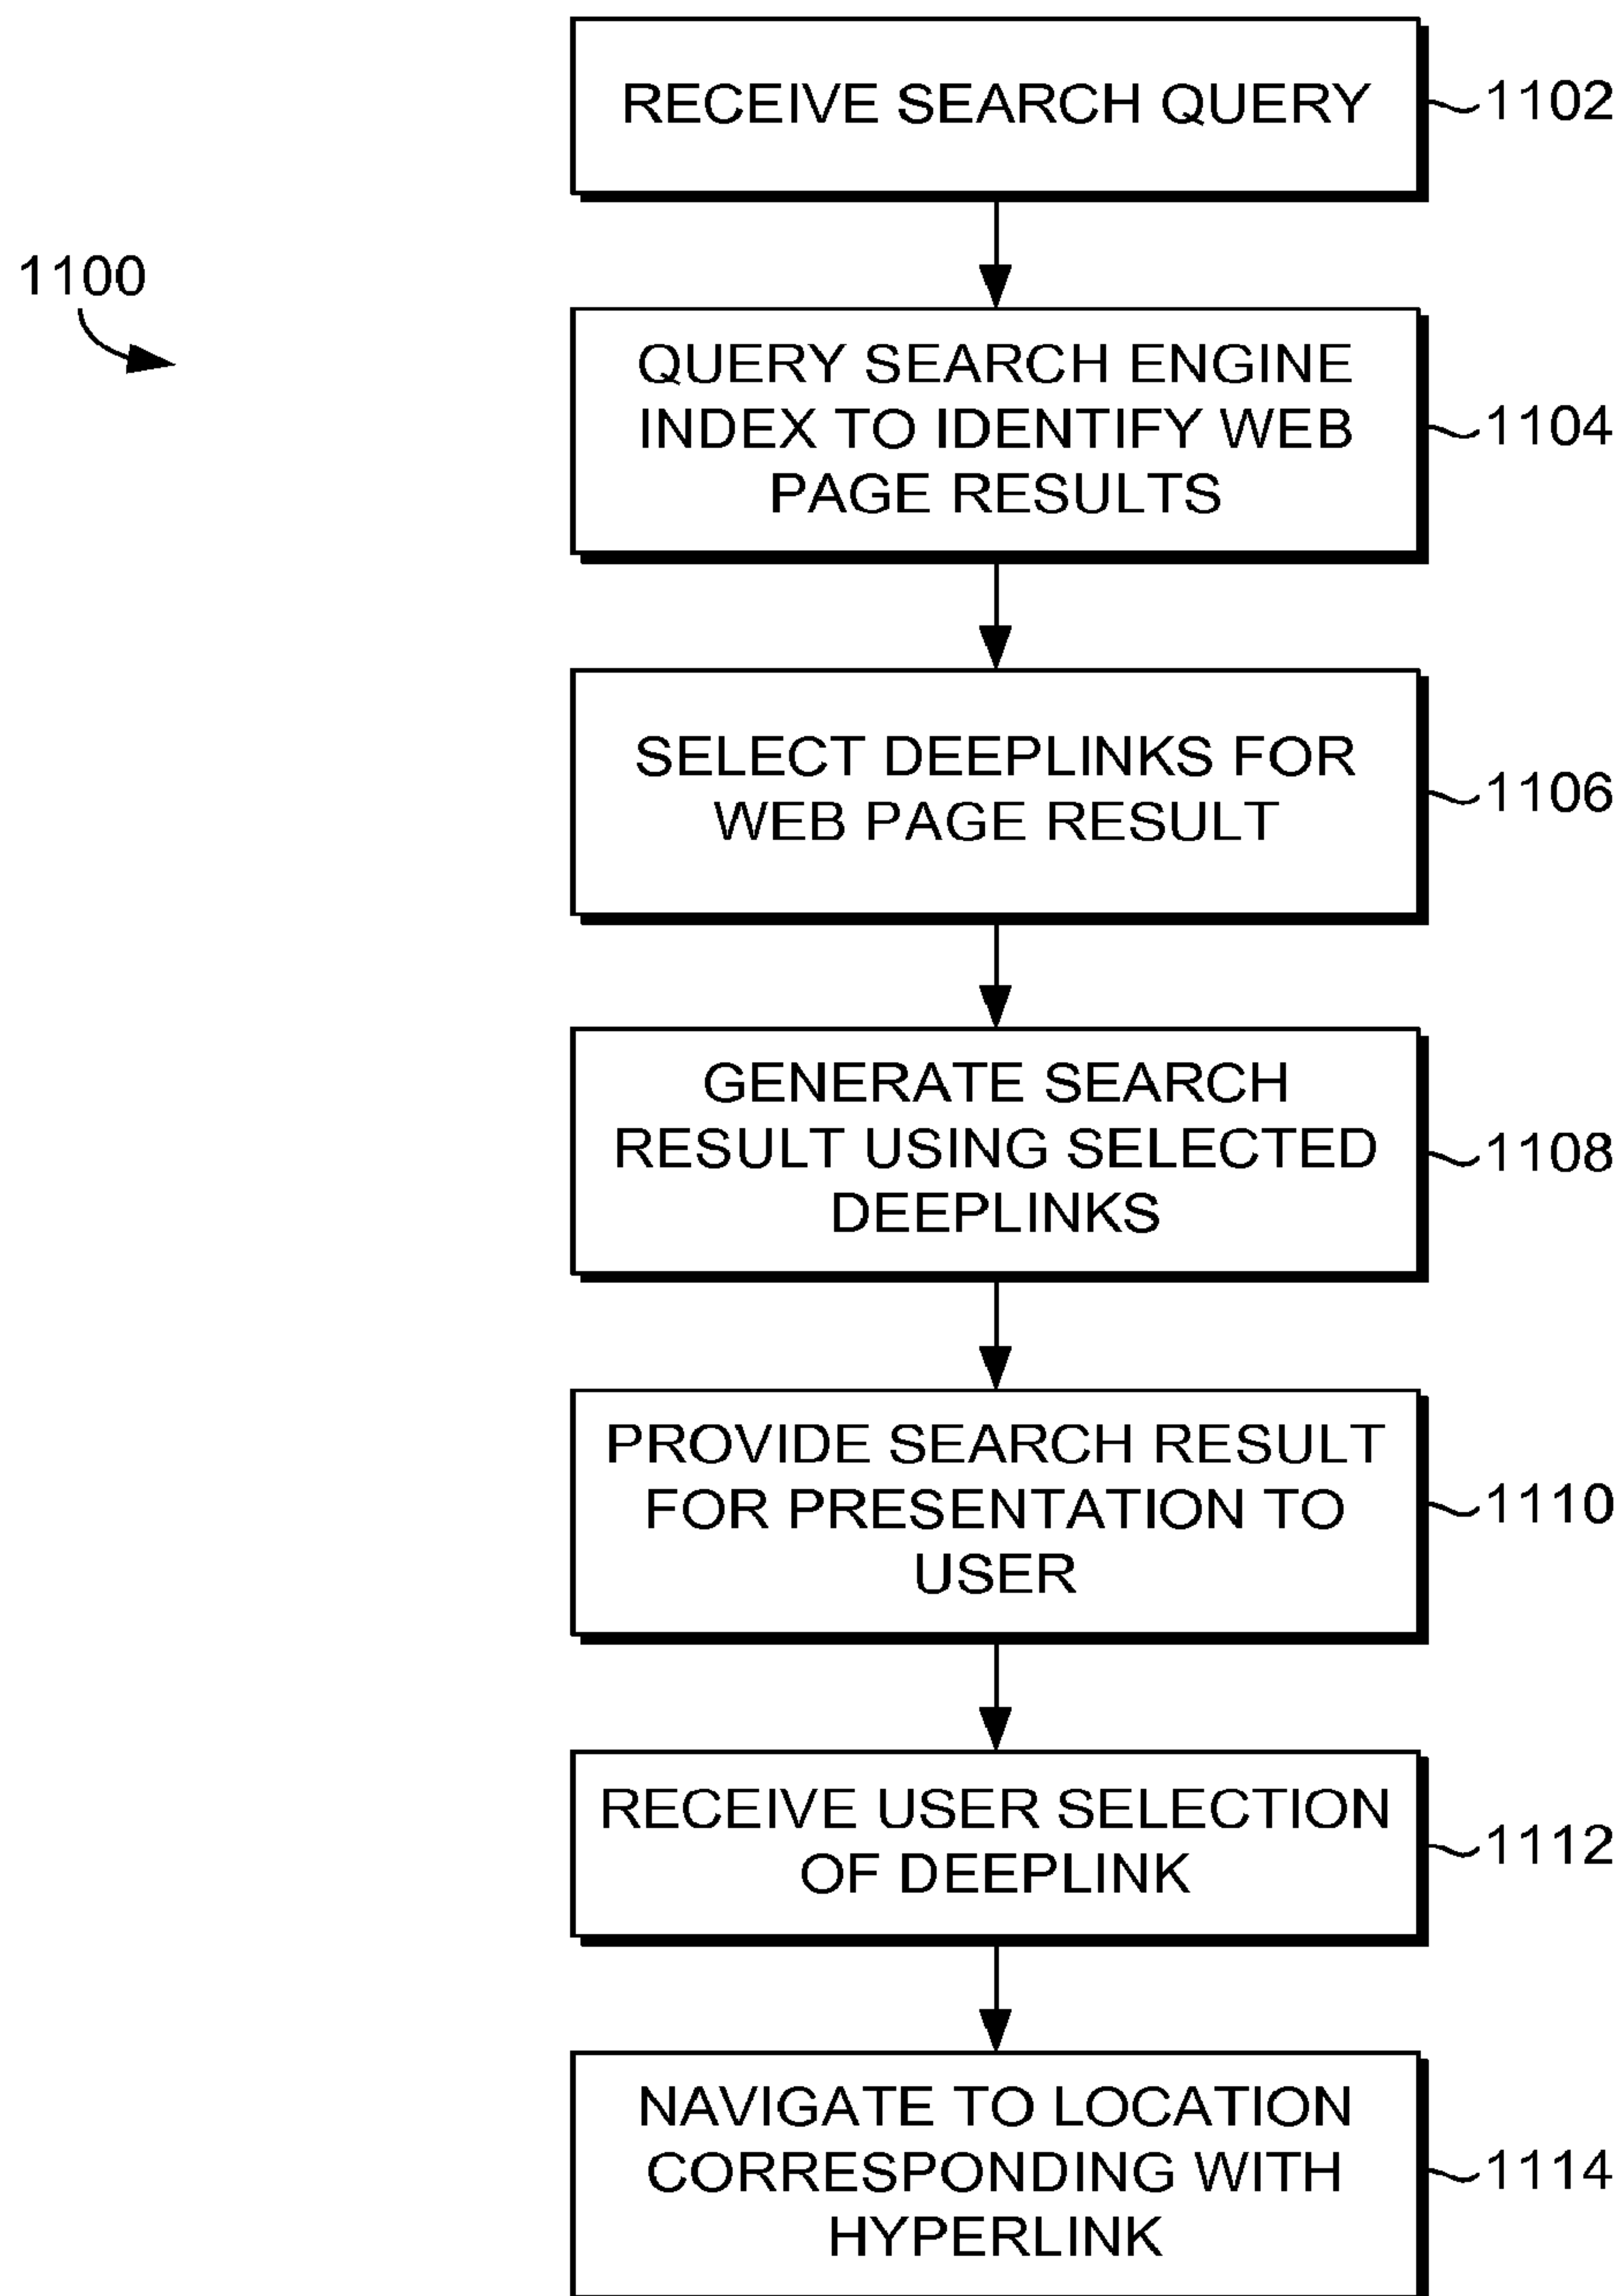 RECEIVE SEARCH QUERY
1102
1100
QUERY SEARCH ENGINE
INDEX TO IDENTIFY WEB
PAGE RESULTS
1104
SELECT DEEPLINKS FOR
WEB PAGE RESULT
1106
GENERATE SEARCH
RESULT USING SELECTED
DEEPLINKS
1108
PROVIDE SEARCH RESULT
FOR PRESENTATION TO
USER
1110
RECEIVE USER SELECTION
OF DEEPLINK
1112
NAVIGATE TO LOCATION
CORRESPONDING WITH
HYPERLINK
1114